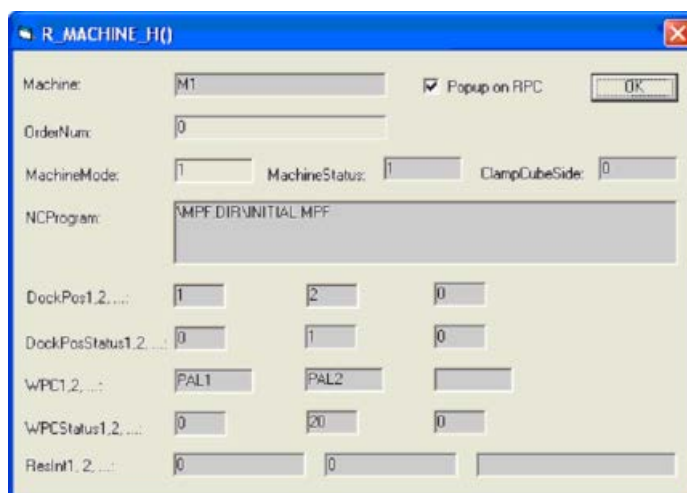 R_MACHINE_H()
Machine: M1 Popup on RPC OK
OrderNum: 0
MachineMode: 1 MachineStatus: 1 ClampCubeSide: 0
NCProgram: \MPF.DIR\INITIAL.MPF
DockPos1,2, ...: 1 2 0
DockPosStatus1,2, ...: 0 1 0
WPC1,2, ...: PAL1 PAL2
WPCStatus1,2, ...: 0 20 0
ResInt1, 2, ...: 0 0